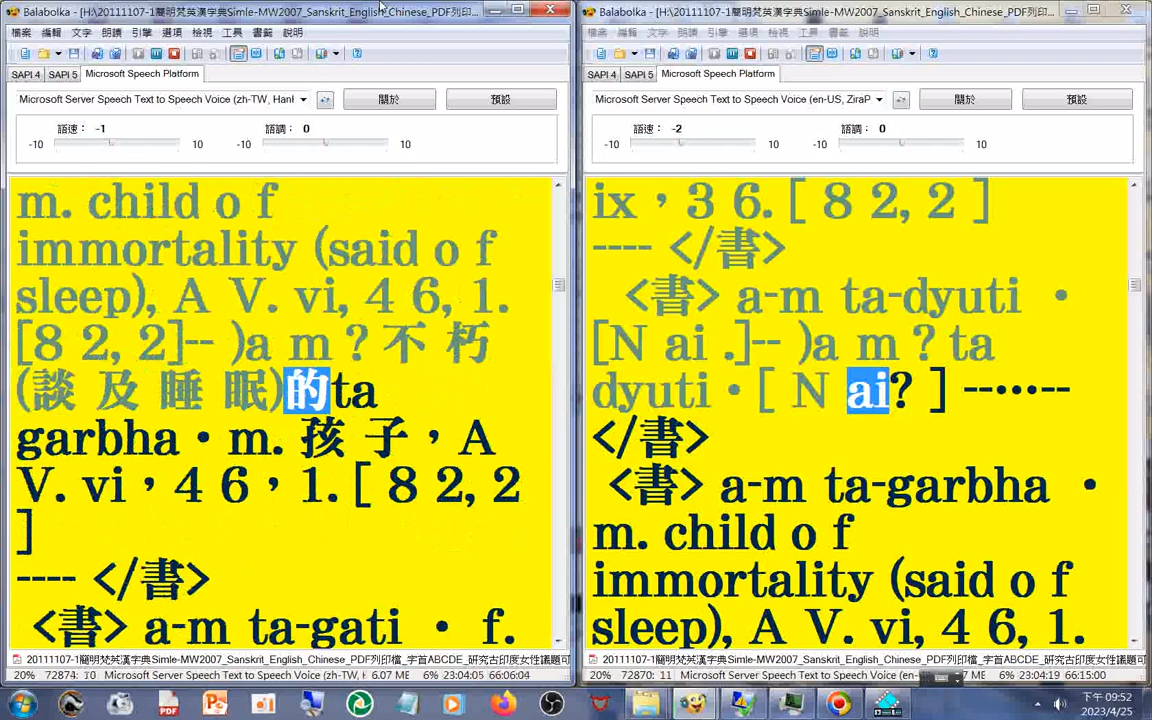 Balabolka - [H:\20111107-1簡明梵英漢字典Simle-MW2007_Sanskrit_English_Chinese_PDF列印...
檔案 編輯 文字 朗讀 引擎 選項 檢視 工具 書籤 說明
SAPI 4 SAPI 5 Microsoft Speech Platform
Microsoft Server Speech Text to Speech Voice (zh-TW, Hanl 關於 預設
語速： -1 語調： 0
-10 10 -10 10
m. child o f
immortality (said o f
sleep), A V. vi, 4 6, 1.
[8 2, 2]-- )a m ? 不 朽
(談 及 睡 眠)的ta
garbha • m. 孩 子，A
V. vi，4 6，1. [ 8 2, 2
]
---- </書>
<書> a-m ta-gati • f.
20111107-1簡明梵英漢字典Simle-MW2007_Sanskrit_English_Chinese_PDF列印檔_字首ABCDE_研究古印度女性議題可
20% 72874: 10 Microsoft Server Speech Text to Speech Voice (zh-TW, H 6.07 ME 6% 23:04:05 66:06:04
Balabolka - [H:\20111107-1簡明梵英漢字典Simle-MW2007_Sanskrit_English_Chinese_PDF列印...
檔案 編輯 文字 朗讀 引擎 選項 檢視 工具 書籤 說明
SAPI 4 SAPI 5 Microsoft Speech Platform
Microsoft Server Speech Text to Speech Voice (en-US, ZiraP 關於 預設
語速： -2 語調： 0
-10 10 -10 10
ix，3 6. [ 8 2, 2 ]
---- </書>
<書> a-m ta-dyuti •
[N ai .]-- )a m ? ta
dyuti • [ N ai? ] --•••--
</書>
<書> a-m ta-garbha •
m. child o f
immortality (said o f
sleep), A V. vi, 4 6, 1.
20111107-1簡明梵英漢字典Simle-MW2007_Sanskrit_English_Chinese_PDF列印檔_字首ABCDE_研究古印度女性議題可
20% 72870: 11 Microsoft Server Speech Text to Speech Voice 6% 23:04:19 66:15:00
下午 09:52
2023/4/25